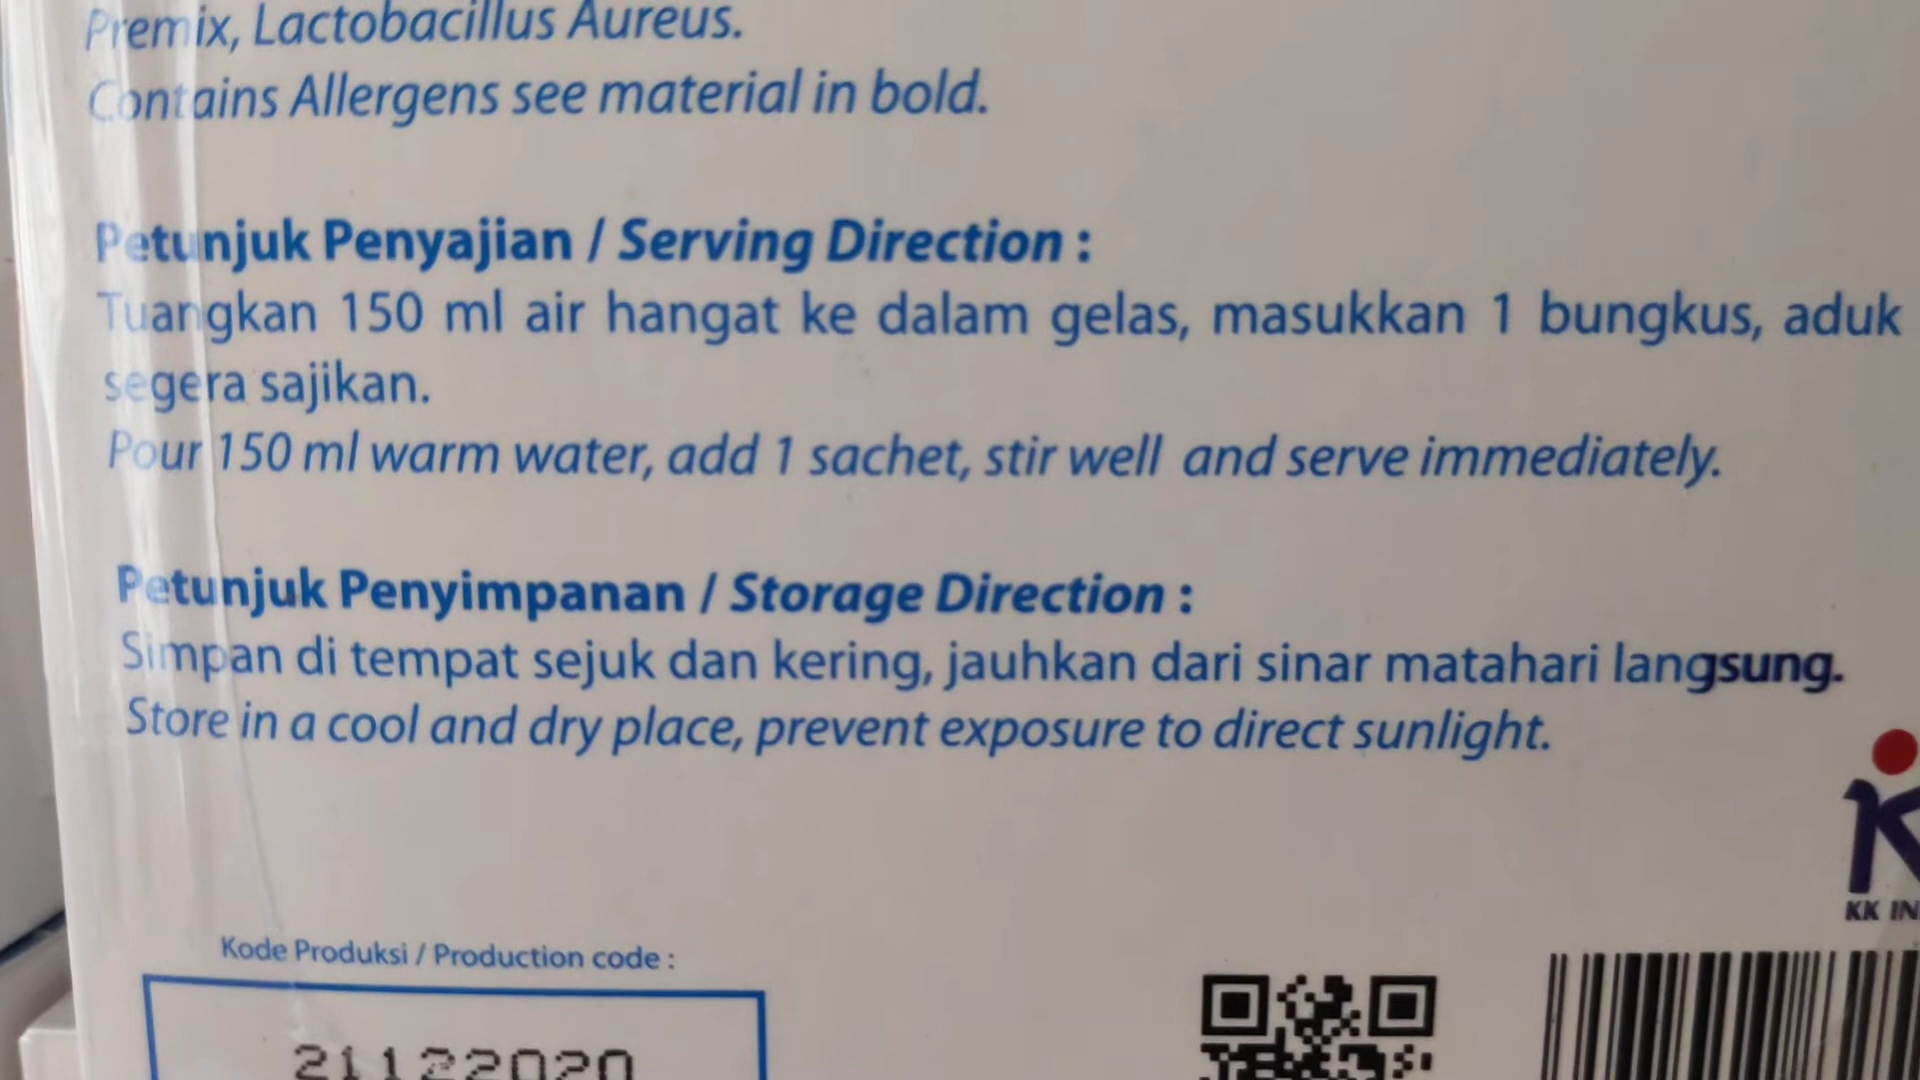 Premix, Lactobacillus Aureus.
Contains Allergens see material in bold.
Petunjuk Penyajian / Serving Direction :
Tuangkan 150 ml air hangat ke dalam gelas, masukkan 1 bungkus, aduk
segera sajikan.
Pour 150 ml warm water, add 1 sachet, stir well and serve immediately.
Petunjuk Penyimpanan / Storage Direction :
Simpan di tempat sejuk dan kering, jauhkan dari sinar matahari langsung.
Store in a cool and dry place, prevent exposure to direct sunlight.
KK IN
Kode Produksi / Production code :
21122020